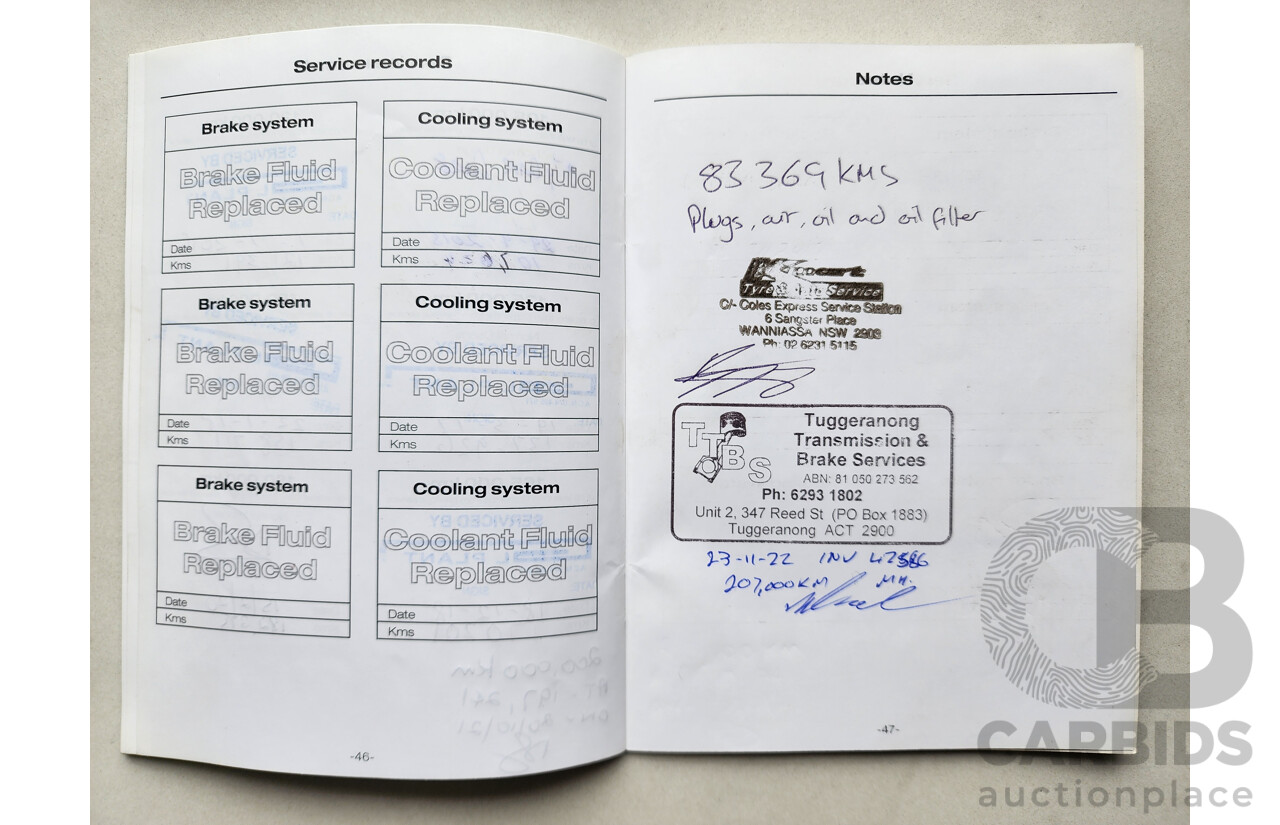 Service records
Brake system
Brake Fluid
Replaced
Date
Kms
Cooling system
Coolant Fluid
Replaced
Date
Kms
Brake system
Brake Fluid
Replaced
Date
Kms
Cooling system
Coolant Fluid
Replaced
Date
Kms
Brake system
Brake Fluid
Replaced
Date
Kms
Cooling system
Coolant Fluid
Replaced
Date
Kms
-46-
Notes
83 369 KMS
Plugs, air, oil and oil filter
Tyre & Service
C/- Coles Express Service Station
6 Sangster Place
WANNIASSA NSW 2903
Ph: 02 6231 5115
TTBS
Tuggeranong
Transmission &
Brake Services
ABN: 81 050 273 562
Ph: 6293 1802
Unit 2, 347 Reed St (PO Box 1883)
Tuggeranong ACT 2900
23-11-22 INV 42586
207,000KM MH.
-47-
CB
CARBIDS
auctionplace